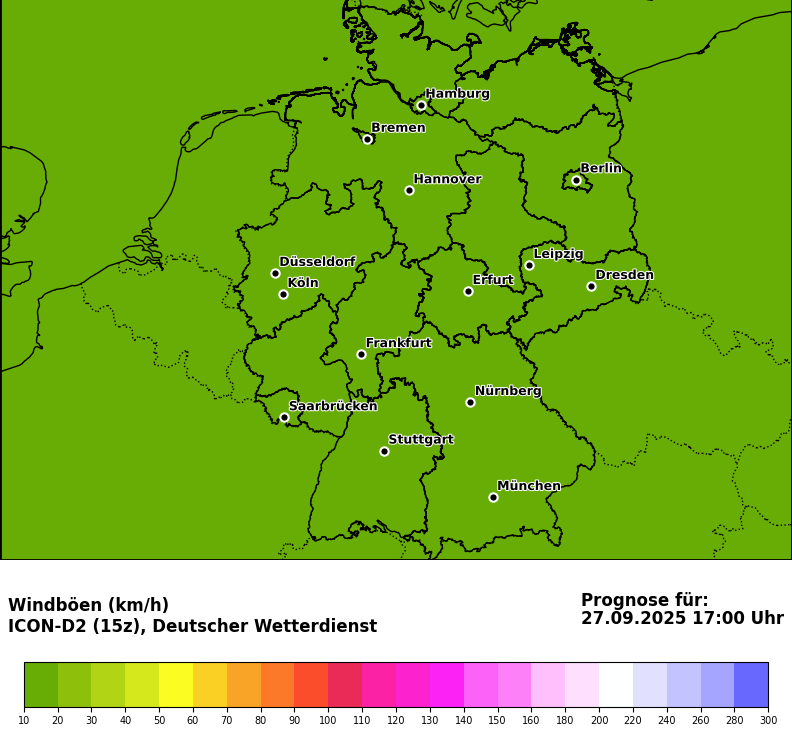 Hamburg
Bremen
Berlin
Hannover
Leipzig
Düsseldorf
Dresden
Köln
Erfurt
Frankfurt
Nürnberg
Saarbrücken
Stuttgart
München
Windböen (km/h)
ICON-D2 (15z), Deutscher Wetterdienst
Prognose für:
27.09.2025 17:00 Uhr
10 20 30 40 50 60 70 80 90 100 110 120 130 140 150 160 180 200 220 240 260 280 300